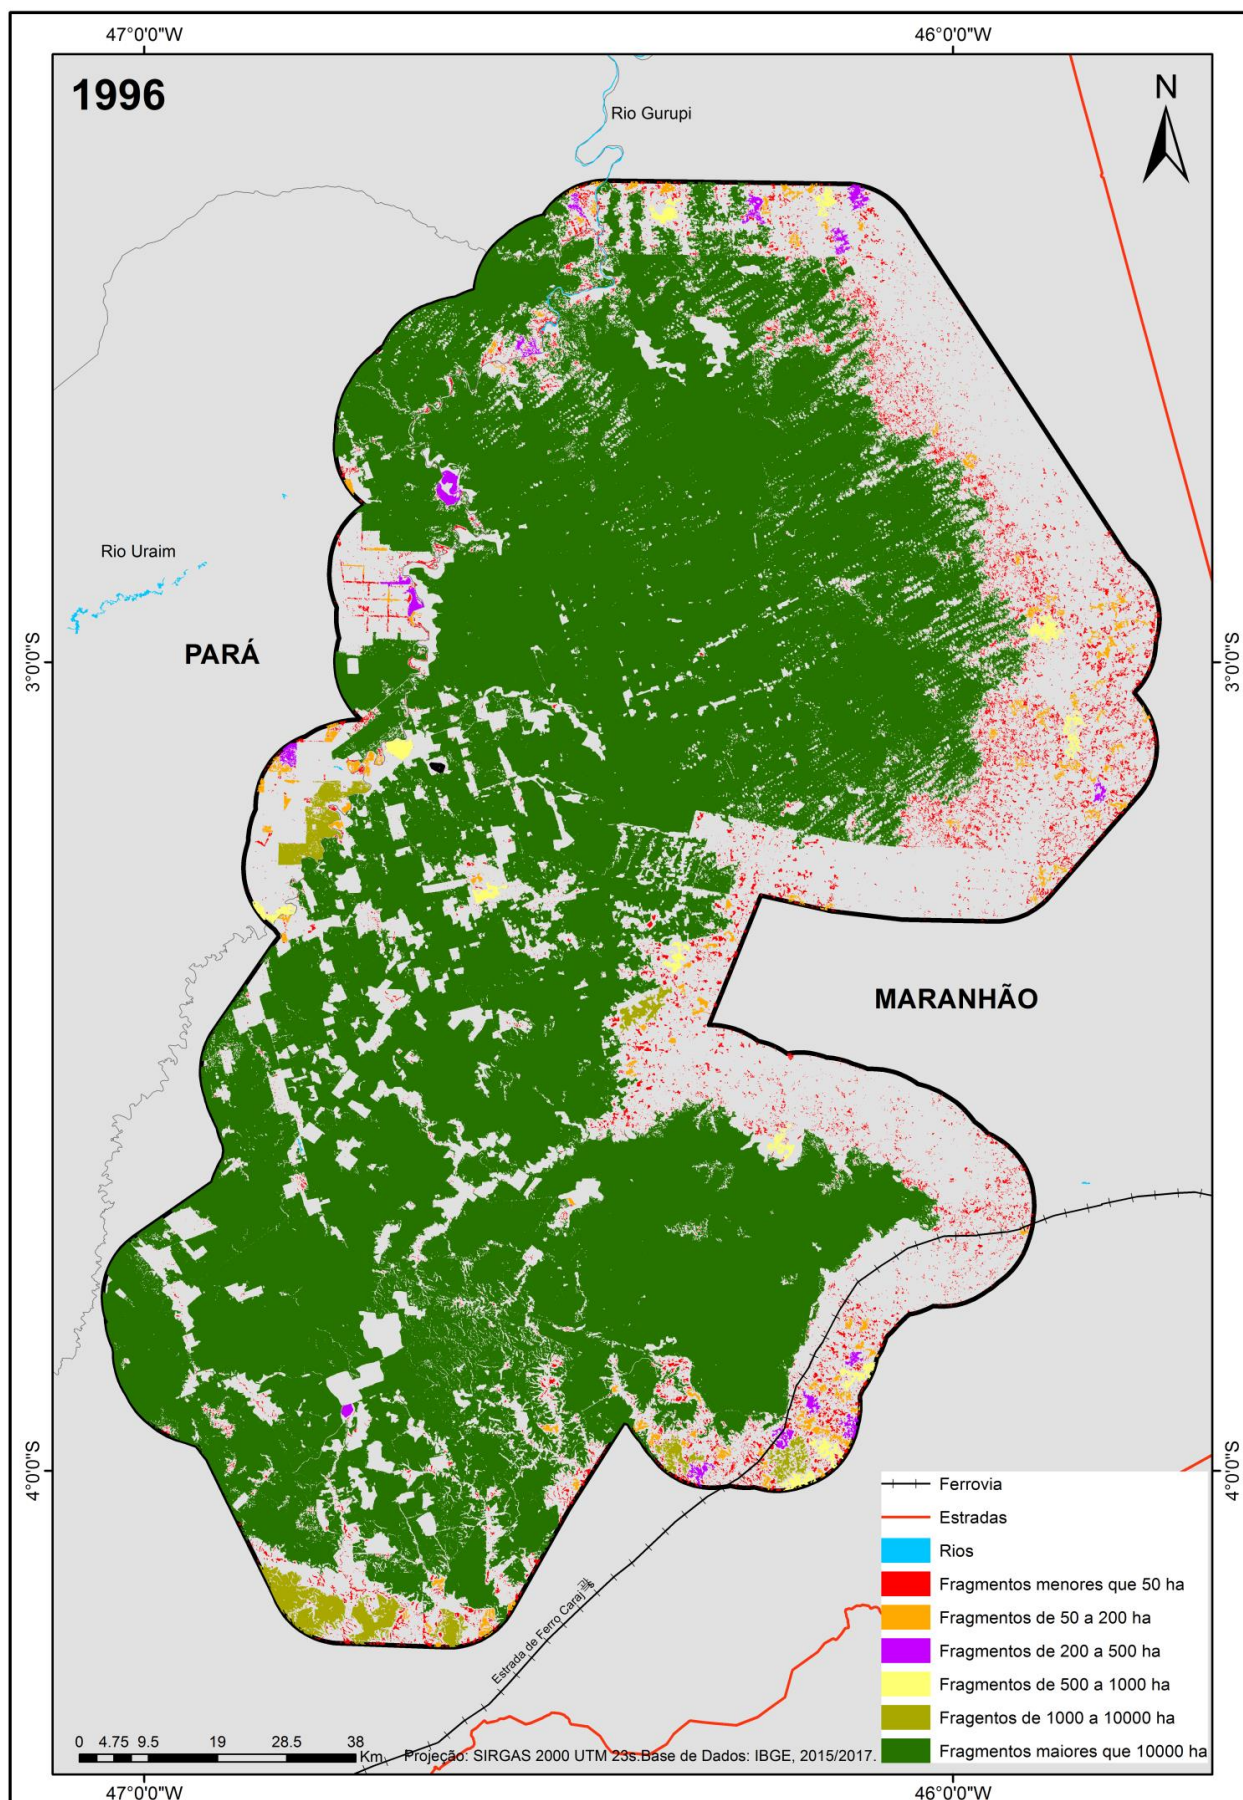 47°0'0"W 46°0'0"W
1996
N
Rio Gurupi
Rio Uraim
PARÁ
3°0'0"S 3°0'0"S
MARANHÃO
4°0'0"S 4°0'0"S
Ferrovia
Estradas
Rios
Fragmentos menores que 50 ha
Fragmentos de 50 a 200 ha
Fragmentos de 200 a 500 ha
Fragmentos de 500 a 1000 ha
Fragentos de 1000 a 10000 ha
Fragmentos maiores que 10000 ha
Estrada de Ferro Caraj
0 4.75 9.5 19 28.5 38
Km Projeção: SIRGAS 2000 UTM 23s.Base de Dados: IBGE, 2015/2017.
47°0'0"W 46°0'0"W